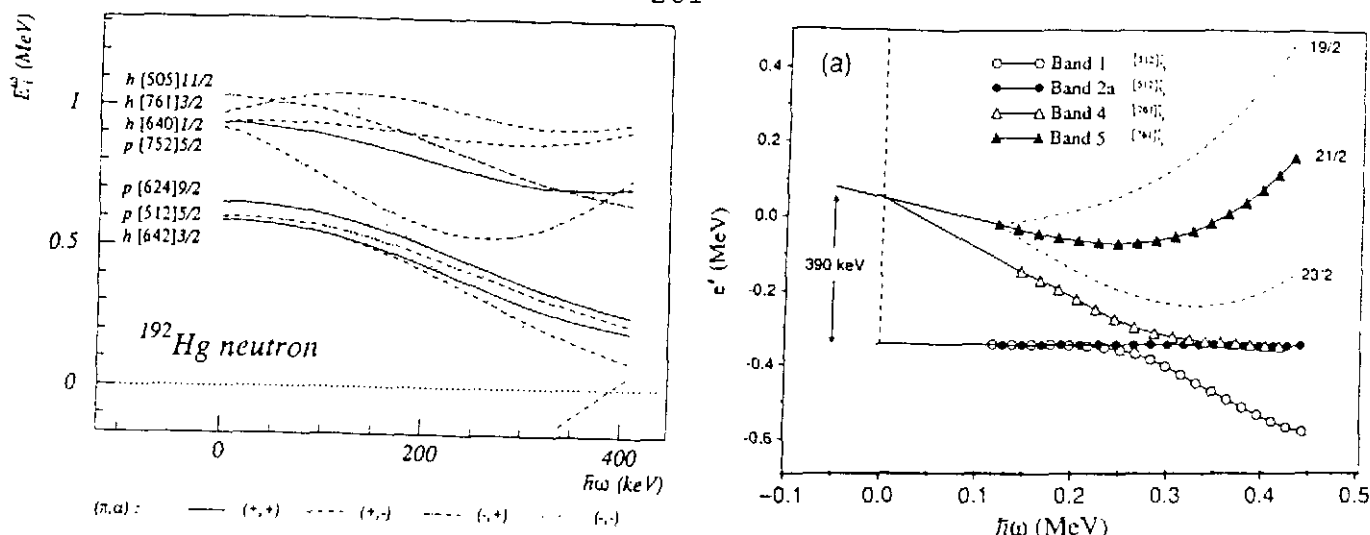 E_i^ω (MeV)
1
0.5
0
h [505]11/2
h [761]3/2
h [640]1/2
p [752]5/2
p [624]9/2
p [512]5/2
h [642]3/2
192Hg neutron
0
200
400
ħω (keV)
(π,α) :
(+,+)
(+,-)
(-,+)
(-,-)
(a)
Band 1
Band 2a
Band 4
Band 5
19/2
21/2
23/2
390 keV
e' (MeV)
0.4
0.2
0.0
-0.2
-0.4
-0.6
-0.1
0.0
0.1
0.2
0.3
0.4
0.5
ħω (MeV)